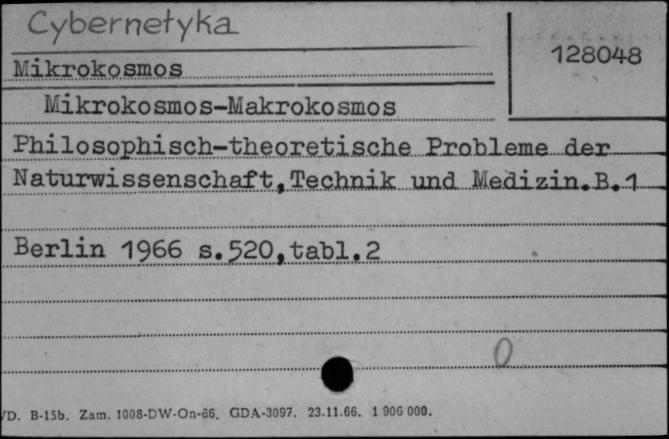 Cybernetyka
128048
Mikrokosmos
Mikrokosmos-Makrokosmos
Philosophisch-theoretische Probleme der
Naturwissenschaft,Technik und Medizin.B.1
Berlin 1966 s.520,tabl.2
0
/D. B-15b. Zam. 1008-DW-On-66. GDA-3097. 23.11.66. 1 906 000.